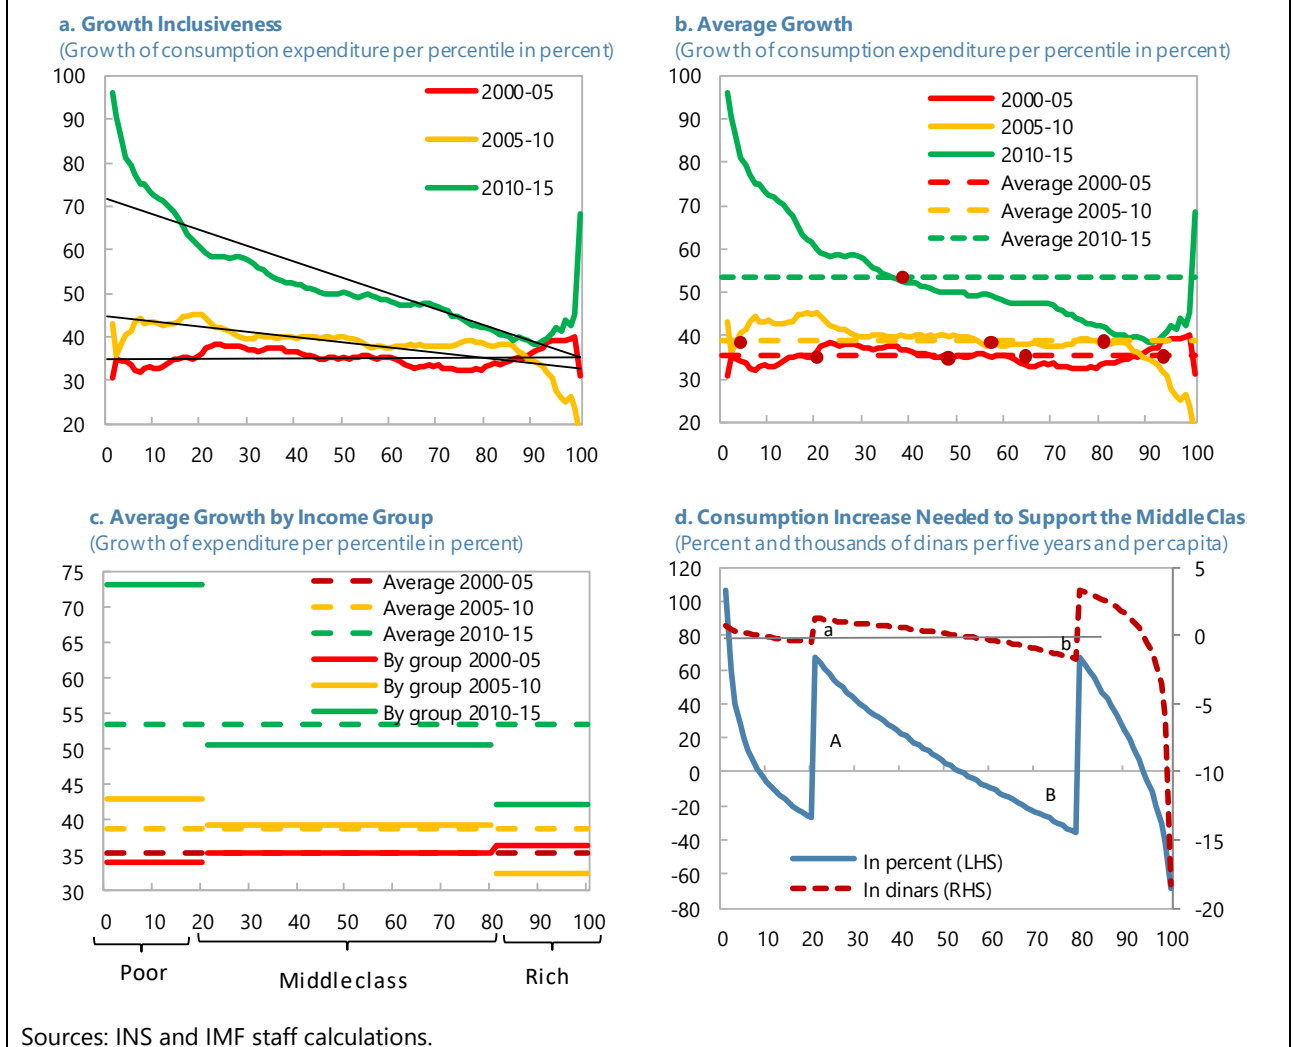 a. Growth Inclusiveness
(Growth of consumption expenditure per percentile in percent)
100
90
80
70
60
50
40
30
20
0 10 20 30 40 50 60 70 80 90 100
2000-05
2005-10
2010-15
b. Average Growth
(Growth of consumption expenditure per percentile in percent)
100
90
80
70
60
50
40
30
20
0 10 20 30 40 50 60 70 80 90 100
2000-05
2005-10
2010-15
Average 2000-05
Average 2005-10
Average 2010-15
c. Average Growth by Income Group
(Growth of expenditure per percentile in percent)
75
70
65
60
55
50
45
40
35
30
Average 2000-05
Average 2005-10
Average 2010-15
By group 2000-05
By group 2005-10
By group 2010-15
0 10 20 30 40 50 60 70 80 90 100
Poor
Middle class
Rich
d. Consumption Increase Needed to Support the Middle Clas
(Percent and thousands of dinars per five years and per capita)
120
100
80
60
40
20
0
-20
-40
-60
-80
5
0
-5
-10
-15
-20
a
b
A
B
In percent (LHS)
In dinars (RHS)
0 10 20 30 40 50 60 70 80 90 100
Sources: INS and IMF staff calculations.